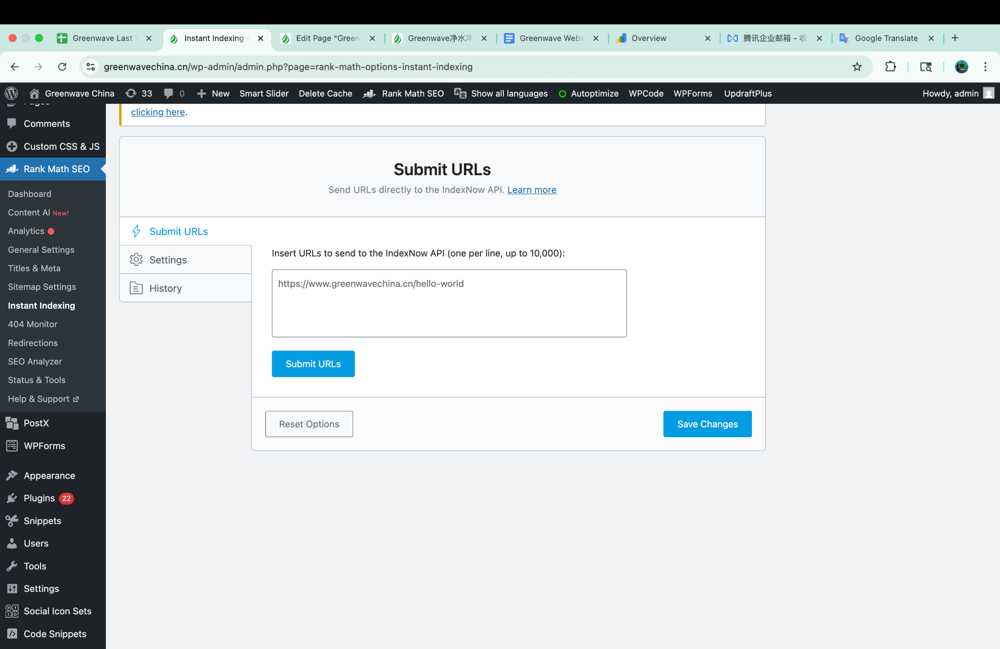 Greenwave Last
Instant Indexing
Edit Page “Green
Greenwave净水净
Greenwave Webs
Overview
腾讯企业邮箱 - 收
Google Translate
greenwavechina.cn/wp-admin/admin.php?page=rank-math-options-instant-indexing
Greenwave China
33
0
New
Smart Slider
Delete Cache
Rank Math SEO
Show all languages
Autoptimize
WPCode
WPForms
UpdraftPlus
Howdy, admin
Pages
Comments
Custom CSS & JS
Rank Math SEO
Dashboard
Content AI New!
Analytics
General Settings
Titles & Meta
Sitemap Settings
Instant Indexing
404 Monitor
Redirections
SEO Analyzer
Status & Tools
Help & Support
PostX
WPForms
Appearance
Plugins 22
Snippets
Users
Tools
Settings
Social Icon Sets
Code Snippets
clicking here.
Submit URLs
Send URLs directly to the IndexNow API. Learn more
Submit URLs
Settings
History
Insert URLs to send to the IndexNow API (one per line, up to 10,000):
https://www.greenwavechina.cn/hello-world
Submit URLs
Reset Options
Save Changes